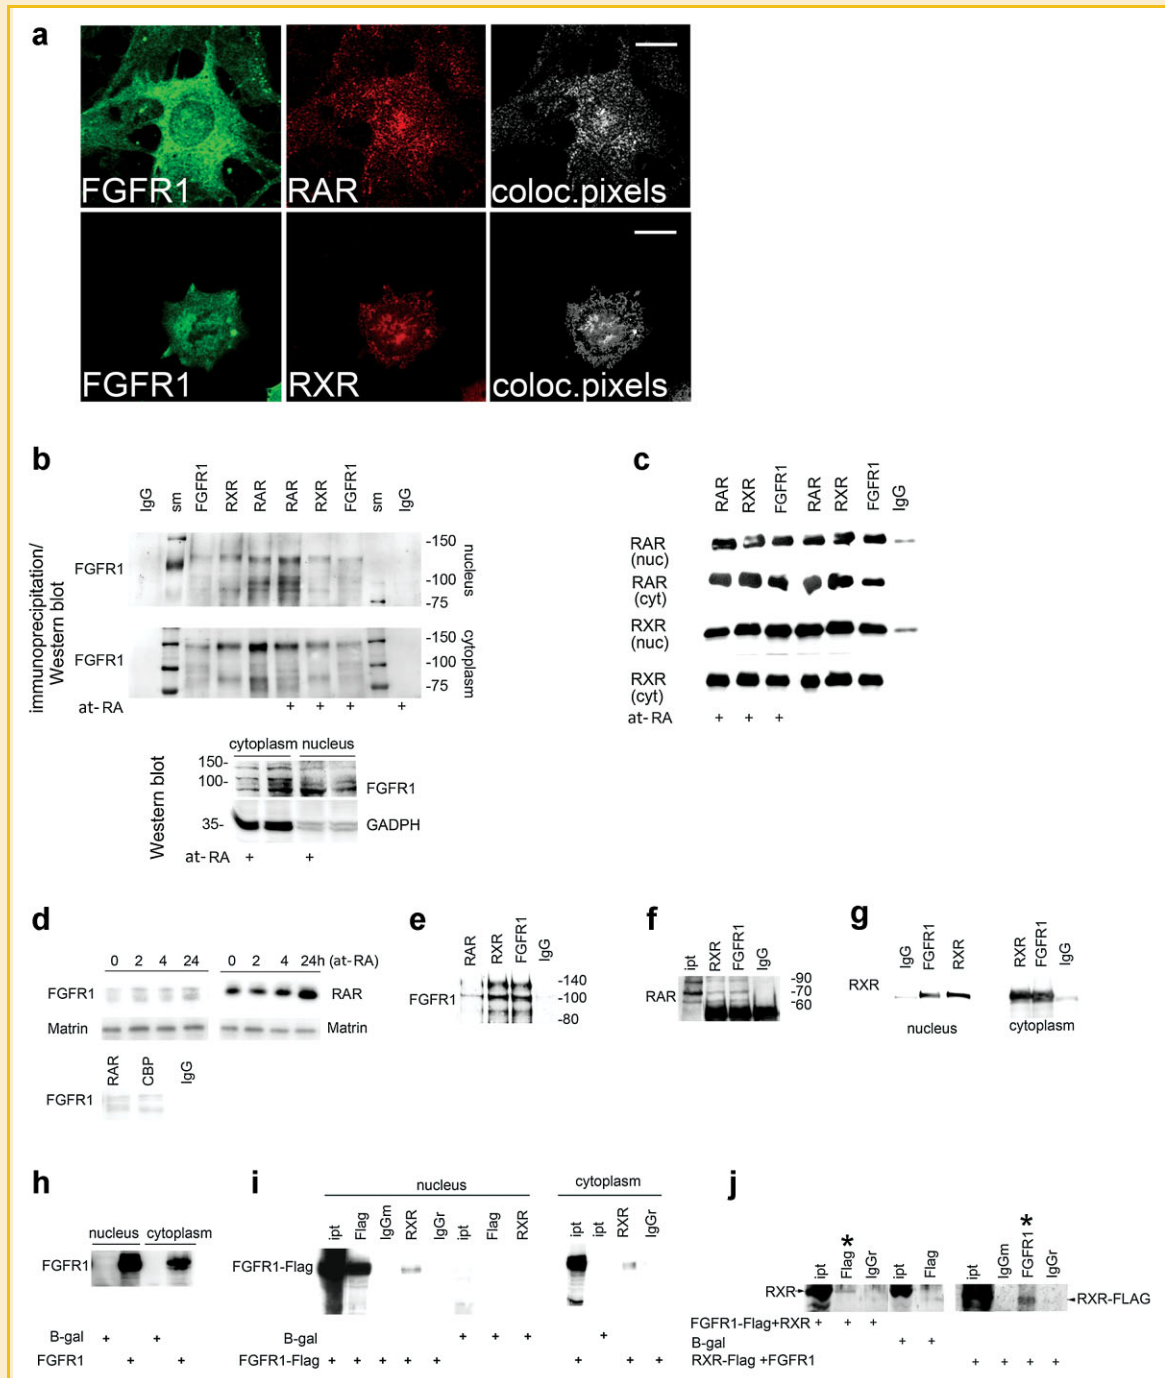 a
FGFR1 RAR coloc.pixels
FGFR1 RXR coloc.pixels
b
IgG sm FGFR1 RXR RAR RAR RXR FGFR1 sm IgG
immunoprecipitation/
Western blot
FGFR1
-150
-100
-75
nucleus
FGFR1
-150
-100
-75
cytoplasm
at-RA + + + +
cytoplasm nucleus
Western blot
150-
100-
FGFR1
35-
GADPH
at-RA + +
c
RAR RXR FGFR1 RAR RXR FGFR1 IgG
RAR
(nuc)
RAR
(cyt)
RXR
(nuc)
RXR
(cyt)
at-RA + + +
d
0 2 4 24 0 2 4 24h (at-RA)
FGFR1 RAR
Matrin Matrin
RAR CBP IgG
FGFR1
e
RAR RXR FGFR1 IgG
FGFR1
-140
-100
-80
f
ipt RXR FGFR1 IgG
RAR
-90
-70
-60
g
IgG FGFR1 RXR RXR FGFR1 IgG
RXR
nucleus cytoplasm
h
nucleus cytoplasm
FGFR1
B-gal + +
FGFR1 + +
i
nucleus cytoplasm
ipt Flag IgGm RXR IgGr ipt Flag RXR ipt ipt RXR IgGr
FGFR1-Flag
B-gal + + + +
FGFR1-Flag + + + + + + + +
j
* *
ipt Flag IgGr ipt Flag ipt IgGm FGFR1 IgGr
RXR RXR-FLAG
FGFR1-Flag+RXR + + +
B-gal + +
RXR-Flag +FGFR1 + + + +